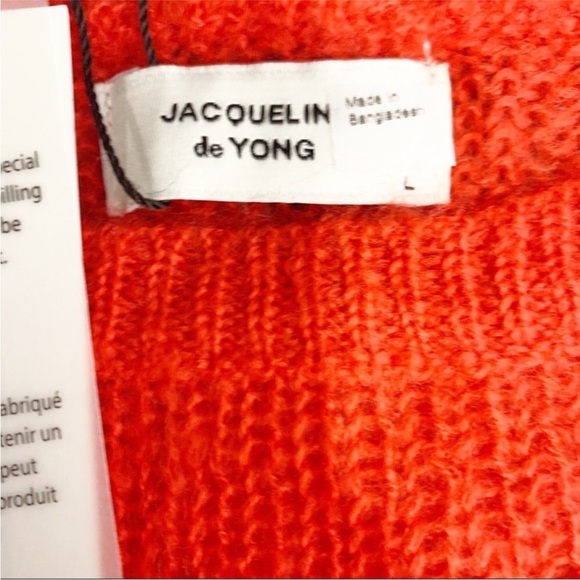 JACQUELIN
de YONG
Made in
Bangladesh
L
ecial
illing
be
t.
abriqué
tenir un
peut
produit